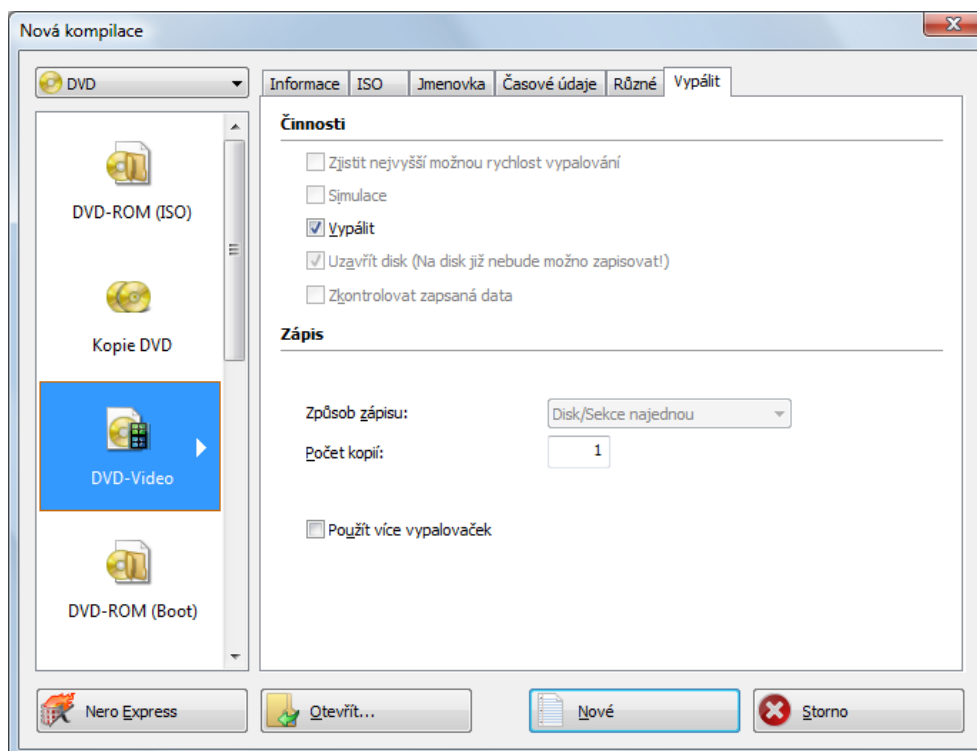 Nová kompilace
DVD
Informace ISO Jmenovka Časové údaje Různé Vypálit
Činnosti
Zjistit nejvyšší možnou rychlost vypalování
Simulace
Vypálit
Uzavřít disk (Na disk již nebude možno zapisovat!)
Zkontrolovat zapsaná data
Zápis
Způsob zápisu: Disk/Sekce najednou
Počet kopií: 1
Použít více vypalovaček
DVD-ROM (ISO)
Kopie DVD
DVD-Video
DVD-ROM (Boot)
Nero Express Otevřít... Nové Storno